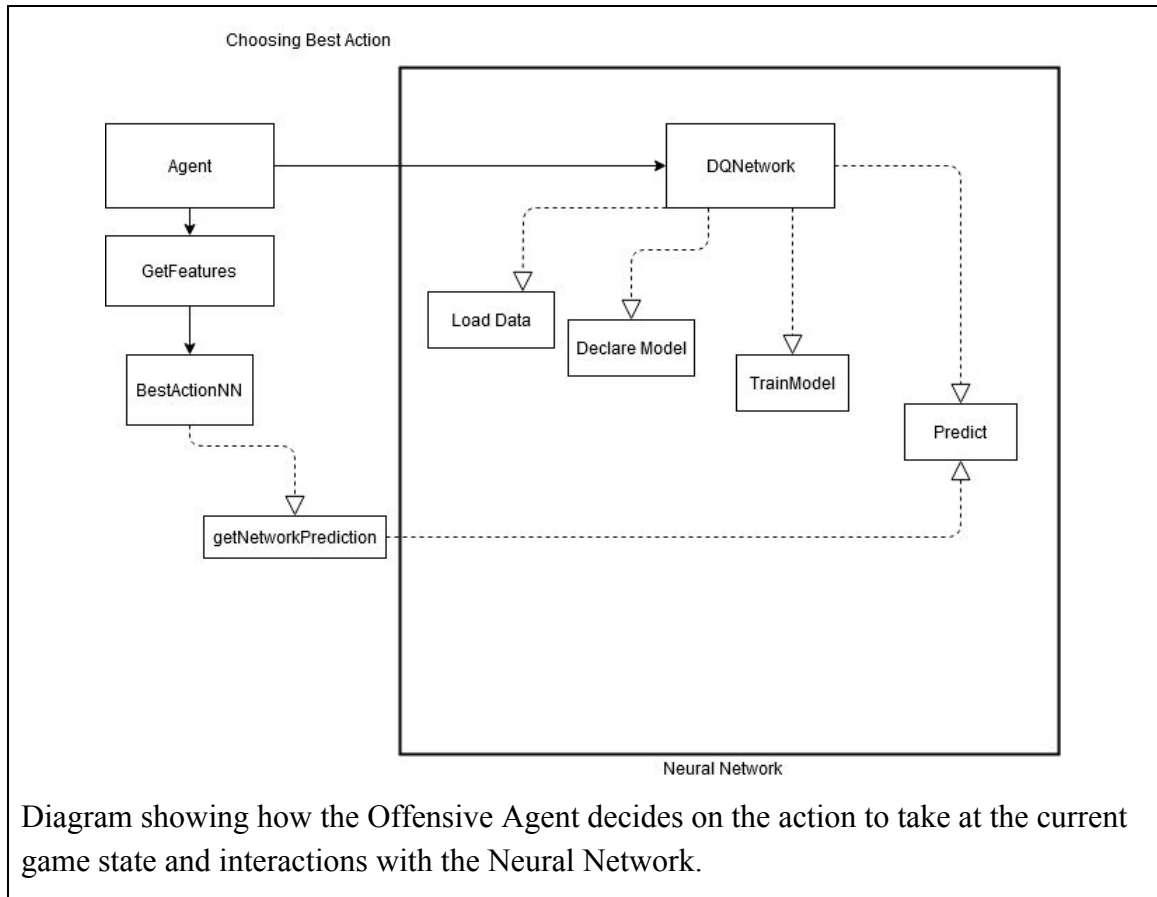 Choosing Best Action
Agent
DQNetwork
GetFeatures
Load Data
Declare Model
BestActionNN
TrainModel
Predict
getNetworkPrediction
Neural Network
Diagram showing how the Offensive Agent decides on the action to take at the current
game state and interactions with the Neural Network.